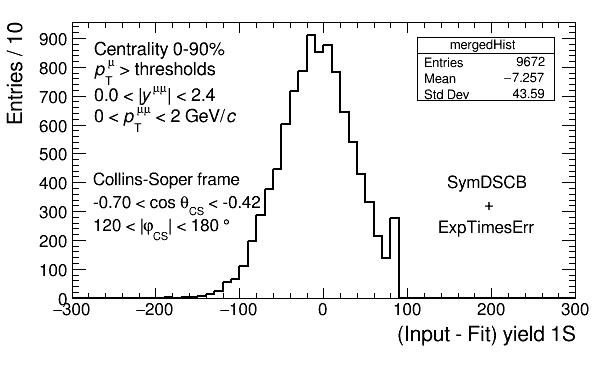 Entries / 10
900
800
700
600
500
400
300
200
100
0
Centrality 0-90%
p_T^μ > thresholds
0.0 < |y^μμ| < 2.4
0 < p_T^μμ < 2 GeV/c
Collins-Soper frame
-0.70 < cos θ_CS < -0.42
120 < |φ_CS| < 180 °
mergedHist
Entries 9672
Mean −7.257
Std Dev 43.59
SymDSCB
+
ExpTimesErr
−300 −200 −100 0 100 200 300
(Input - Fit) yield 1S